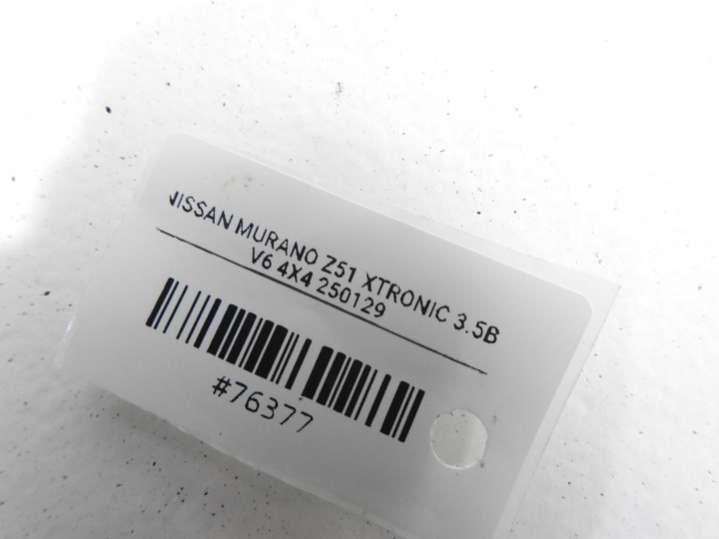 NISSAN MURANO Z51 XTRONIC 3.5B
V6 4X4 250129
#76377